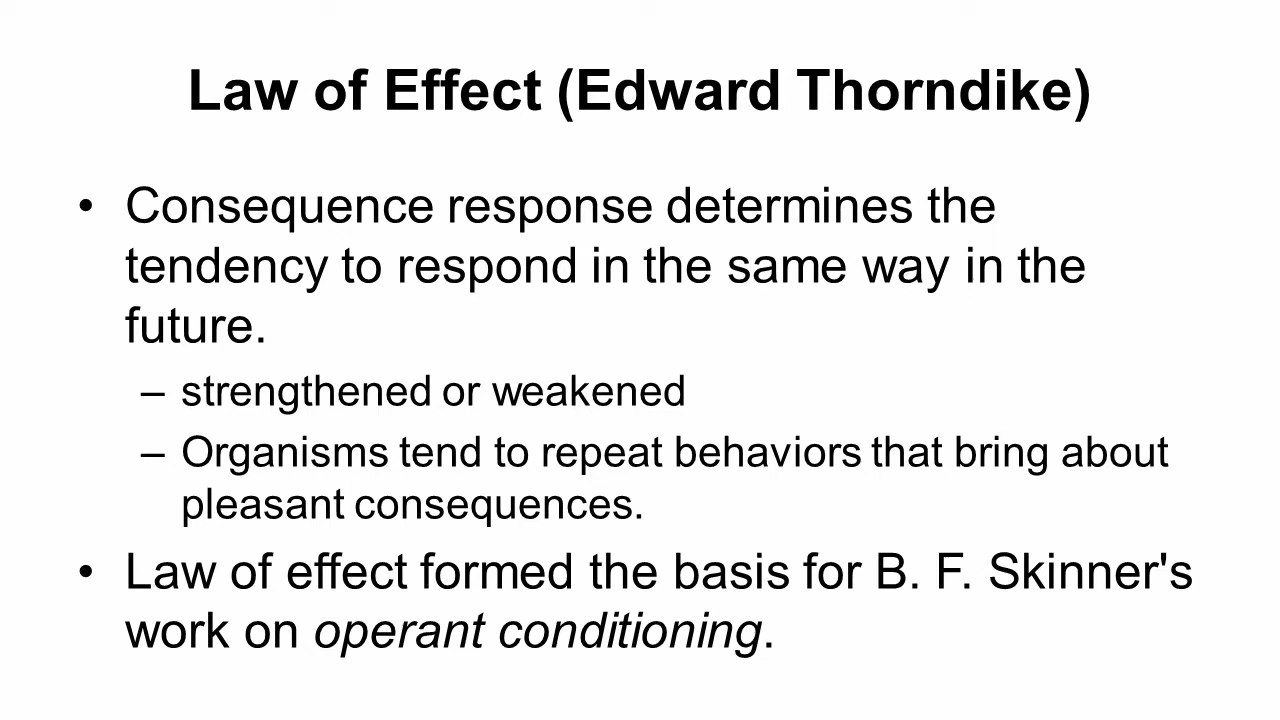 Law of Effect (Edward Thorndike)
• Consequence response determines the
tendency to respond in the same way in the
future.
– strengthened or weakened
– Organisms tend to repeat behaviors that bring about
pleasant consequences.
• Law of effect formed the basis for B. F. Skinner's
work on operant conditioning.